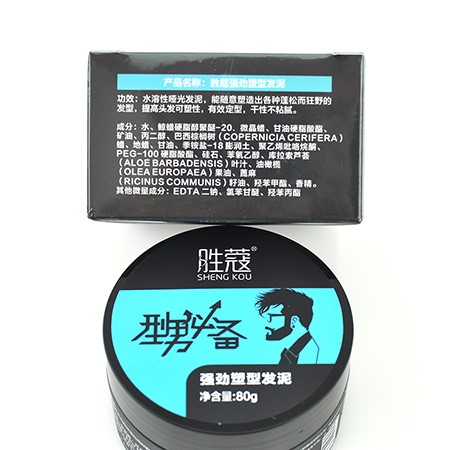 产品名称：胜蔻强劲塑型发泥
功效：水溶性哑光发泥，能随意塑造出各种蓬松而狂野的
发型，提高头发可塑性，有效定型，干性不粘腻。
成分：水、鲸蜡硬脂醇聚醚-20、微晶蜡、甘油硬脂酸酯、
矿油、丙二醇、巴西棕榈树（COPERNICIA CERIFERA）
蜡、地蜡、甘油、季铵盐-18膨润土、聚乙烯吡咯烷酮、
PEG-100硬脂酸酯、硅石、苯氧乙醇、库拉索芦荟
（ALOE BARBADENSIS）叶汁、油橄榄
（OLEA EUROPAEA）果油、蓖麻
（RICINUS COMMUNIS）籽油、羟苯甲酯、香精。
其他微量成分：EDTA二钠、氯苯甘醚、羟苯丙酯
胜蔻®
SHENG KOU
型男必备
强劲塑型发泥
净含量:80g